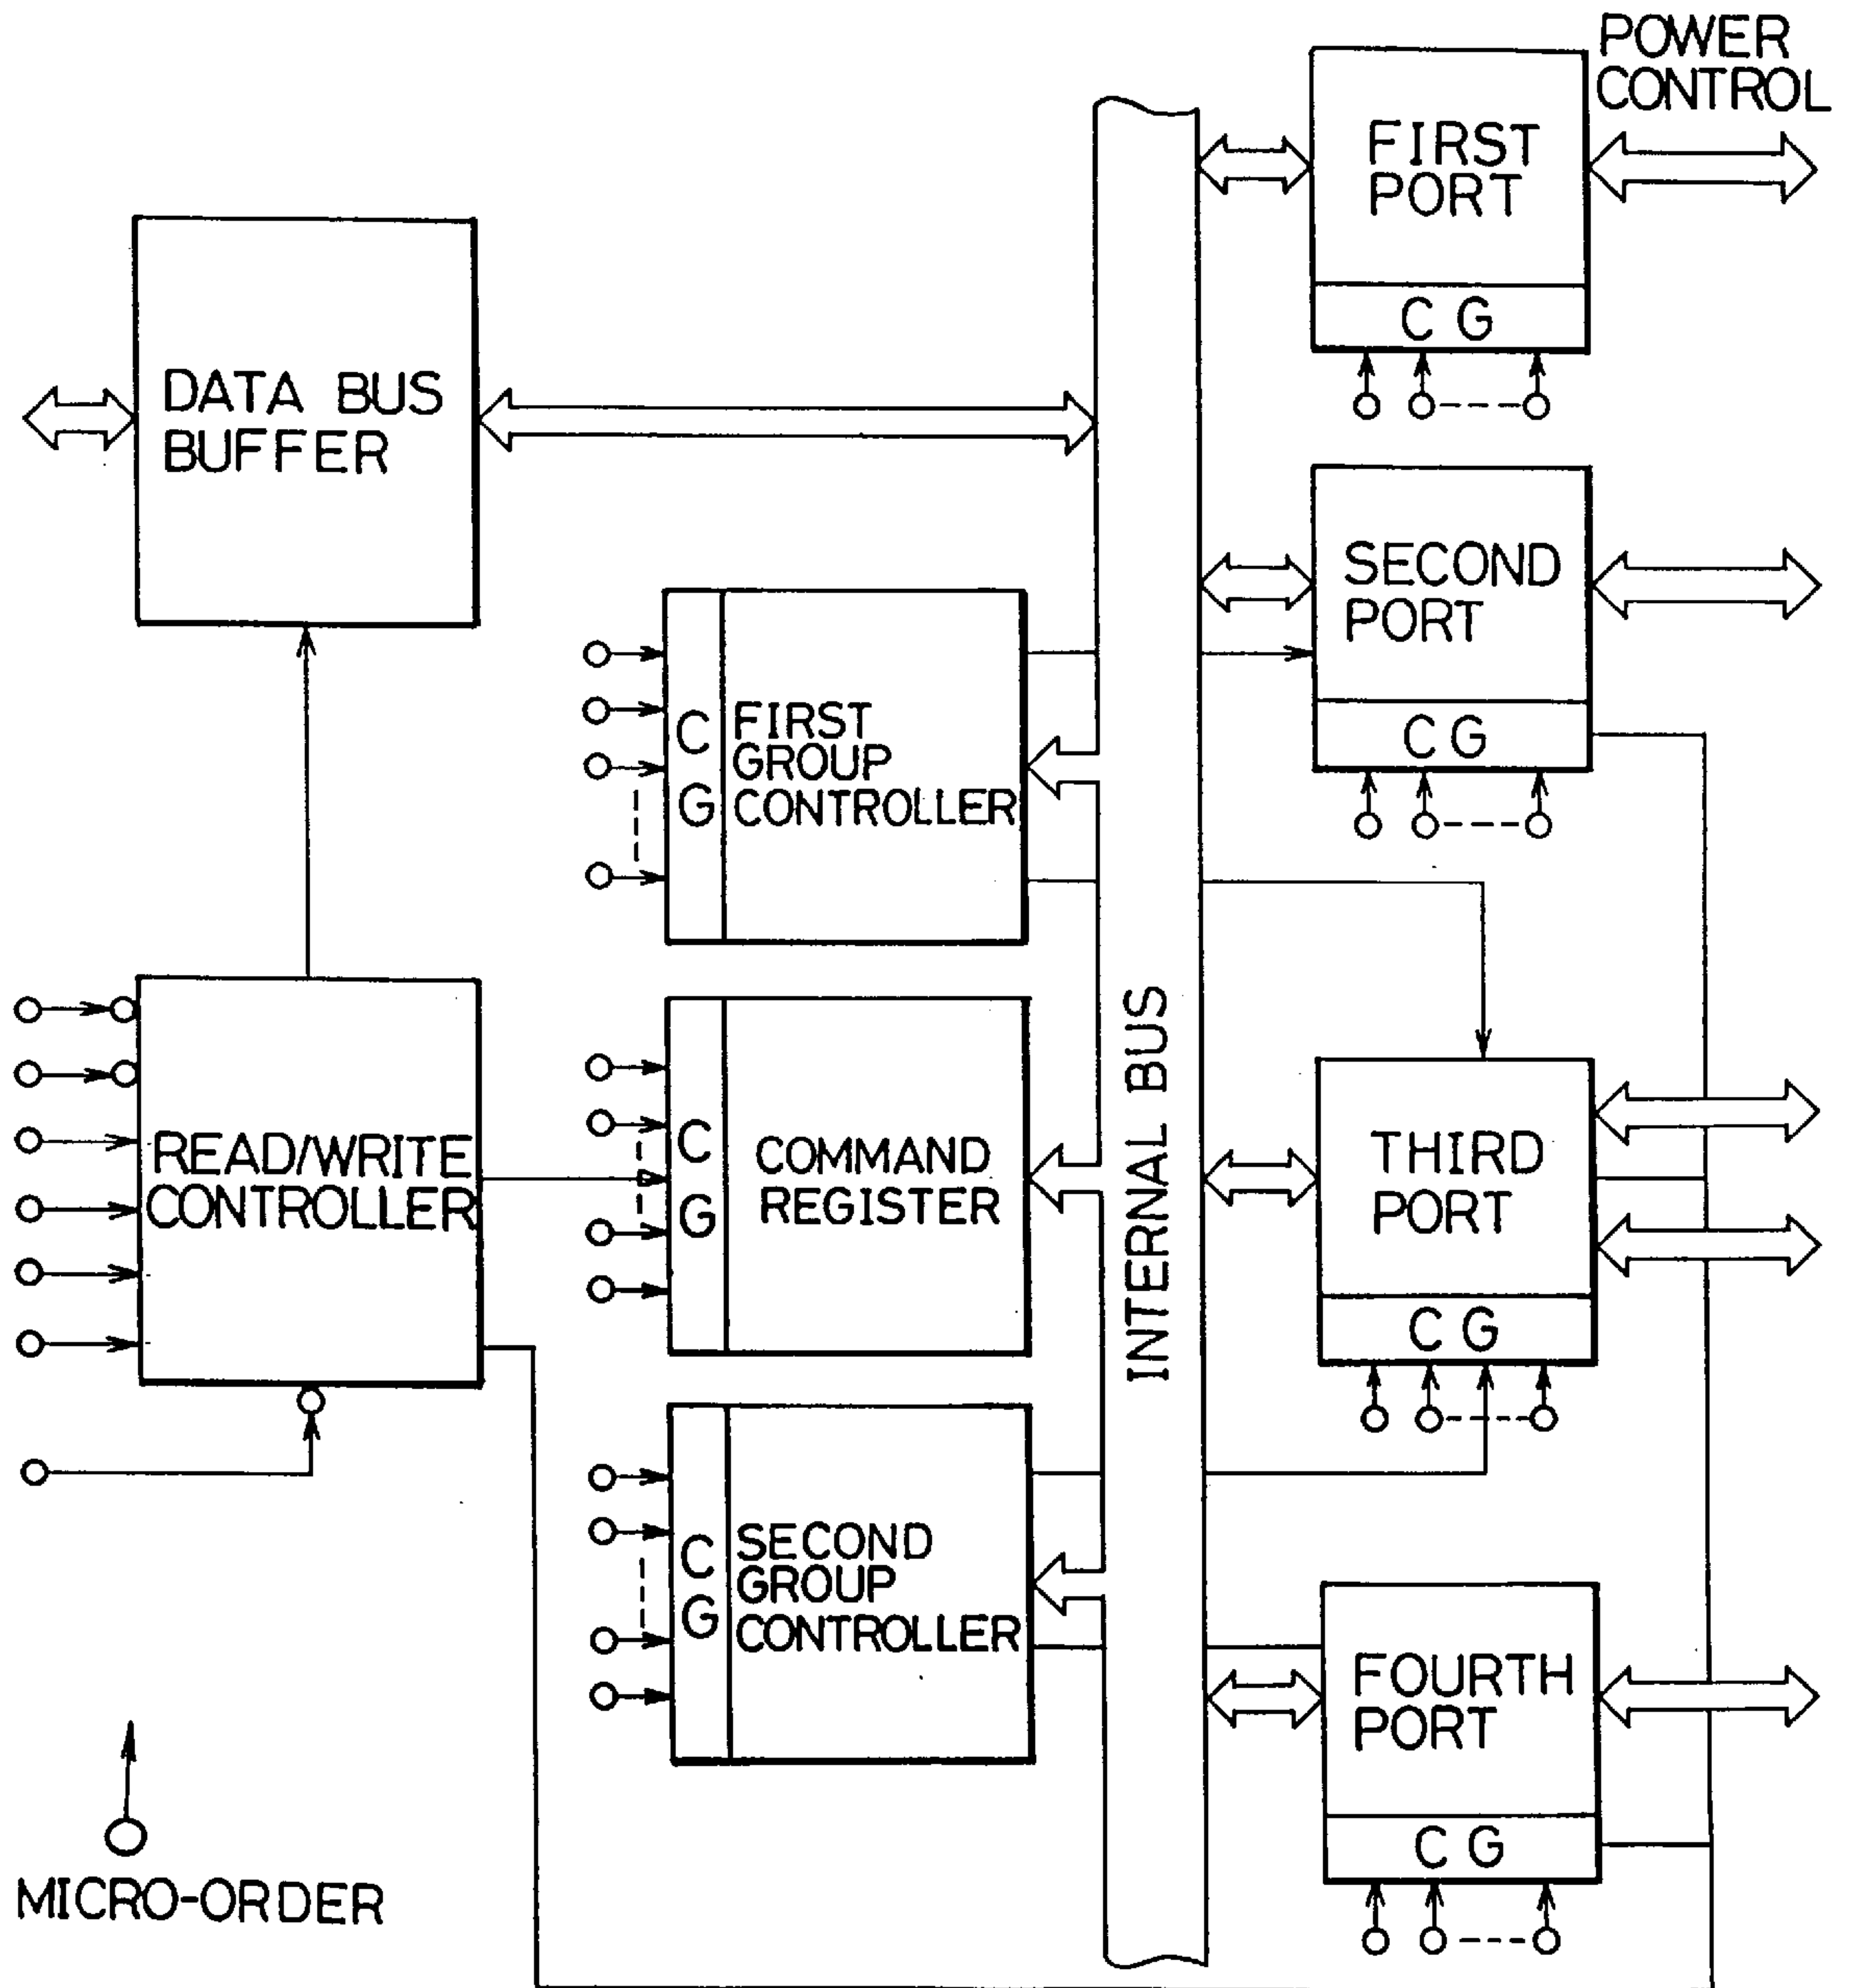 POWER
CONTROL
FIRST
PORT
C G
DATA BUS
BUFFER
SECOND
PORT
C G
C
G
FIRST
GROUP
CONTROLLER
INTERNAL BUS
READ/WRITE
CONTROLLER
C
G
COMMAND
REGISTER
THIRD
PORT
C G
C
G
SECOND
GROUP
CONTROLLER
FOURTH
PORT
C G
MICRO-ORDER